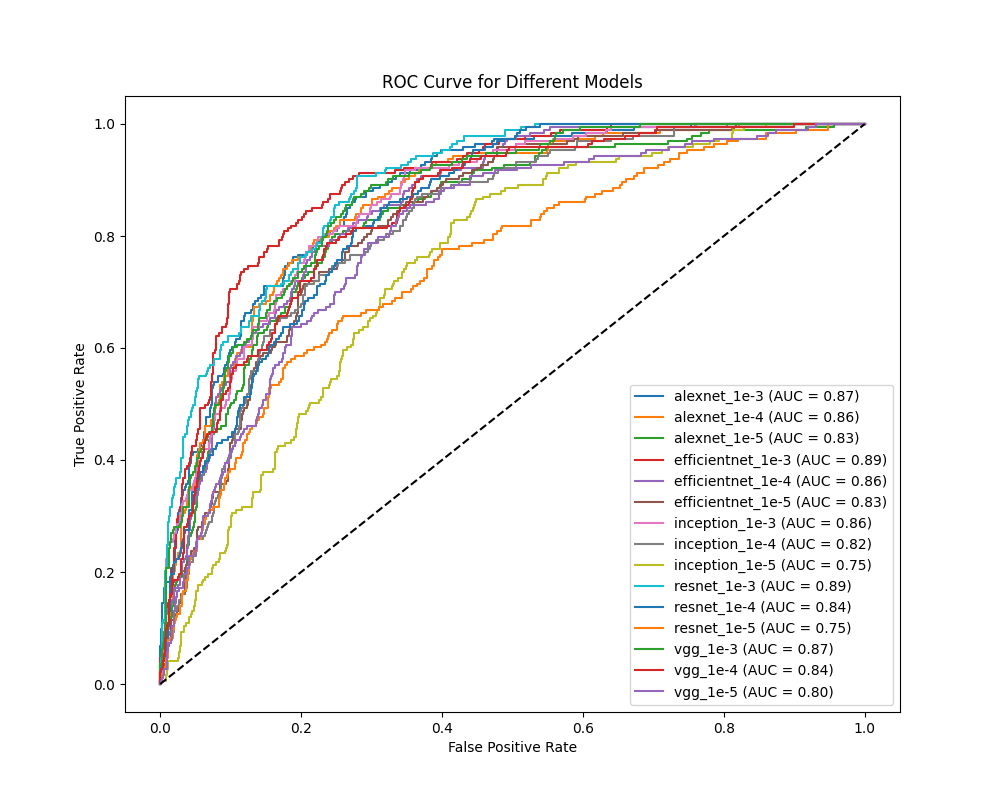 ROC Curve for Different Models
1.0
0.8
0.6
0.4
0.2
0.0
True Positive Rate
alexnet_1e-3 (AUC = 0.87)
alexnet_1e-4 (AUC = 0.86)
alexnet_1e-5 (AUC = 0.83)
efficientnet_1e-3 (AUC = 0.89)
efficientnet_1e-4 (AUC = 0.86)
efficientnet_1e-5 (AUC = 0.83)
inception_1e-3 (AUC = 0.86)
inception_1e-4 (AUC = 0.82)
inception_1e-5 (AUC = 0.75)
resnet_1e-3 (AUC = 0.89)
resnet_1e-4 (AUC = 0.84)
resnet_1e-5 (AUC = 0.75)
vgg_1e-3 (AUC = 0.87)
vgg_1e-4 (AUC = 0.84)
vgg_1e-5 (AUC = 0.80)
0.0 0.2 0.4 0.6 0.8 1.0
False Positive Rate